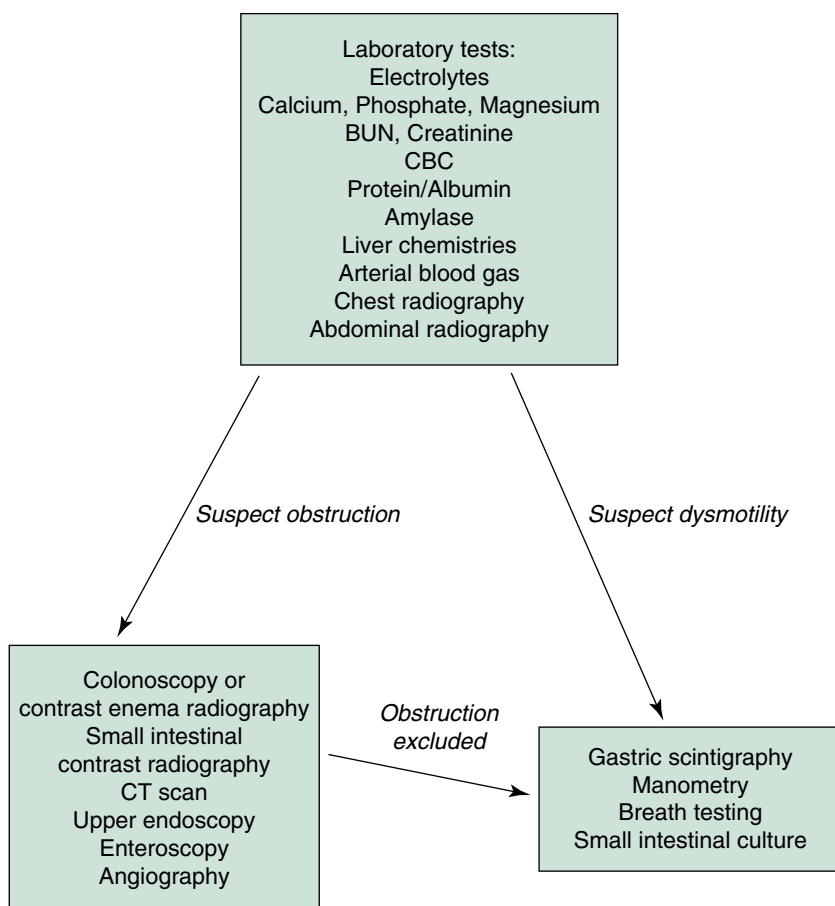 Laboratory tests:
Electrolytes
Calcium, Phosphate, Magnesium
BUN, Creatinine
CBC
Protein/Albumin
Amylase
Liver chemistries
Arterial blood gas
Chest radiography
Abdominal radiography
Suspect obstruction
Suspect dysmotility
Colonoscopy or
contrast enema radiography
Small intestinal
contrast radiography
CT scan
Upper endoscopy
Enteroscopy
Angiography
Obstruction
excluded
Gastric scintigraphy
Manometry
Breath testing
Small intestinal culture